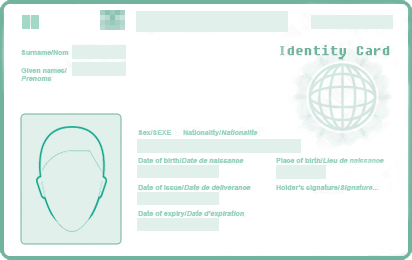 Identity Card
Surname/Nom
Given names/
Prenoms
Sex/SEXE Nationality/Nationalite
Date of birth/Date de naissance Place of birth/Lieu de naissance
Date of issue/Date de deliverance Holder's signature/Signature...
Date of expiry/Date d'expiration